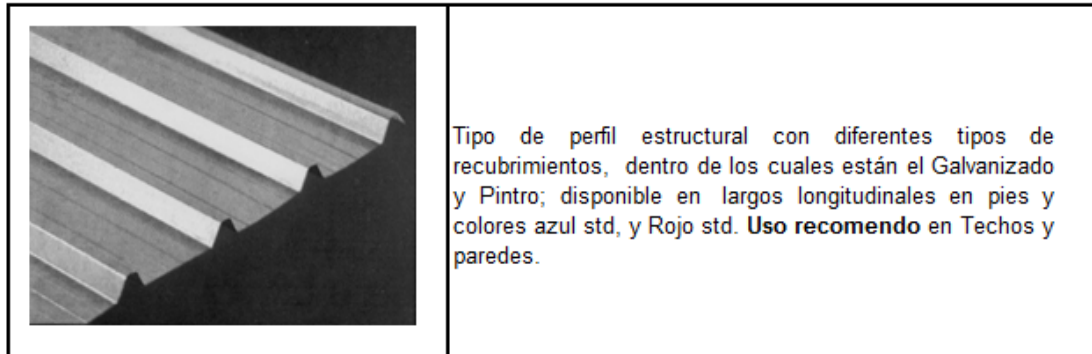 Tipo de perfil estructural con diferentes tipos de
recubrimientos, dentro de los cuales están el Galvanizado
y Pintro; disponible en largos longitudinales en pies y
colores azul std, y Rojo std. Uso recomendo en Techos y
paredes.